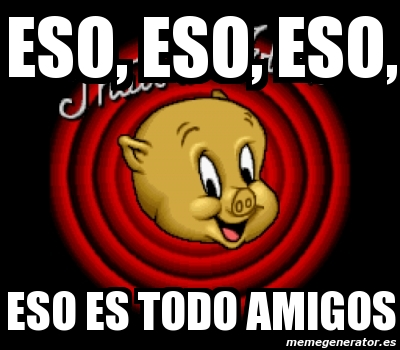 ESO, ESO, ESO,
ESO ES TODO AMIGOS
memegenerator.es